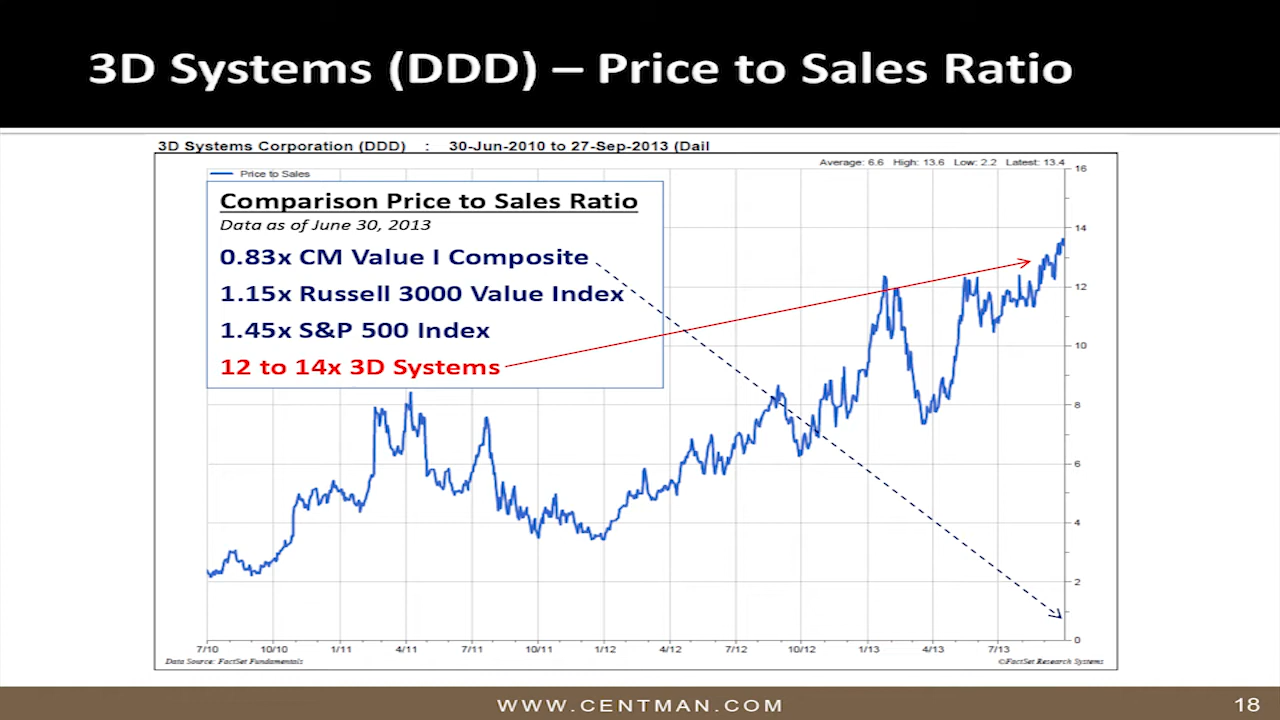 3D Systems (DDD) – Price to Sales Ratio
3D Systems Corporation (DDD) : 30-Jun-2010 to 27-Sep-2013 (Dail
Average: 6.6 High: 13.6 Low: 2.2 Latest: 13.4
Price to Sales
Comparison Price to Sales Ratio
Data as of June 30, 2013
0.83x CM Value I Composite
1.15x Russell 3000 Value Index
1.45x S&P 500 Index
12 to 14x 3D Systems
16
14
12
10
8
6
4
2
0
7/10 10/10 1/11 4/11 7/11 10/11 1/12 4/12 7/12 10/12 1/13 4/13 7/13
Data Source: FactSet Fundamentals
©FactSet Research Systems
WWW.CENTMAN.COM
18